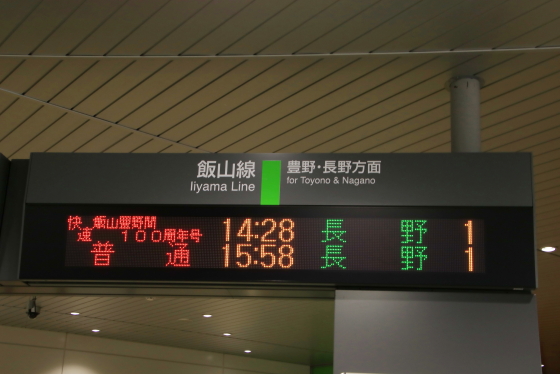 飯山線 豊野・長野方面
Iiyama Line for Toyono & Nagano
快速 飯山豊野間100周年号 14:28 長野 1
普通 15:58 長野 1